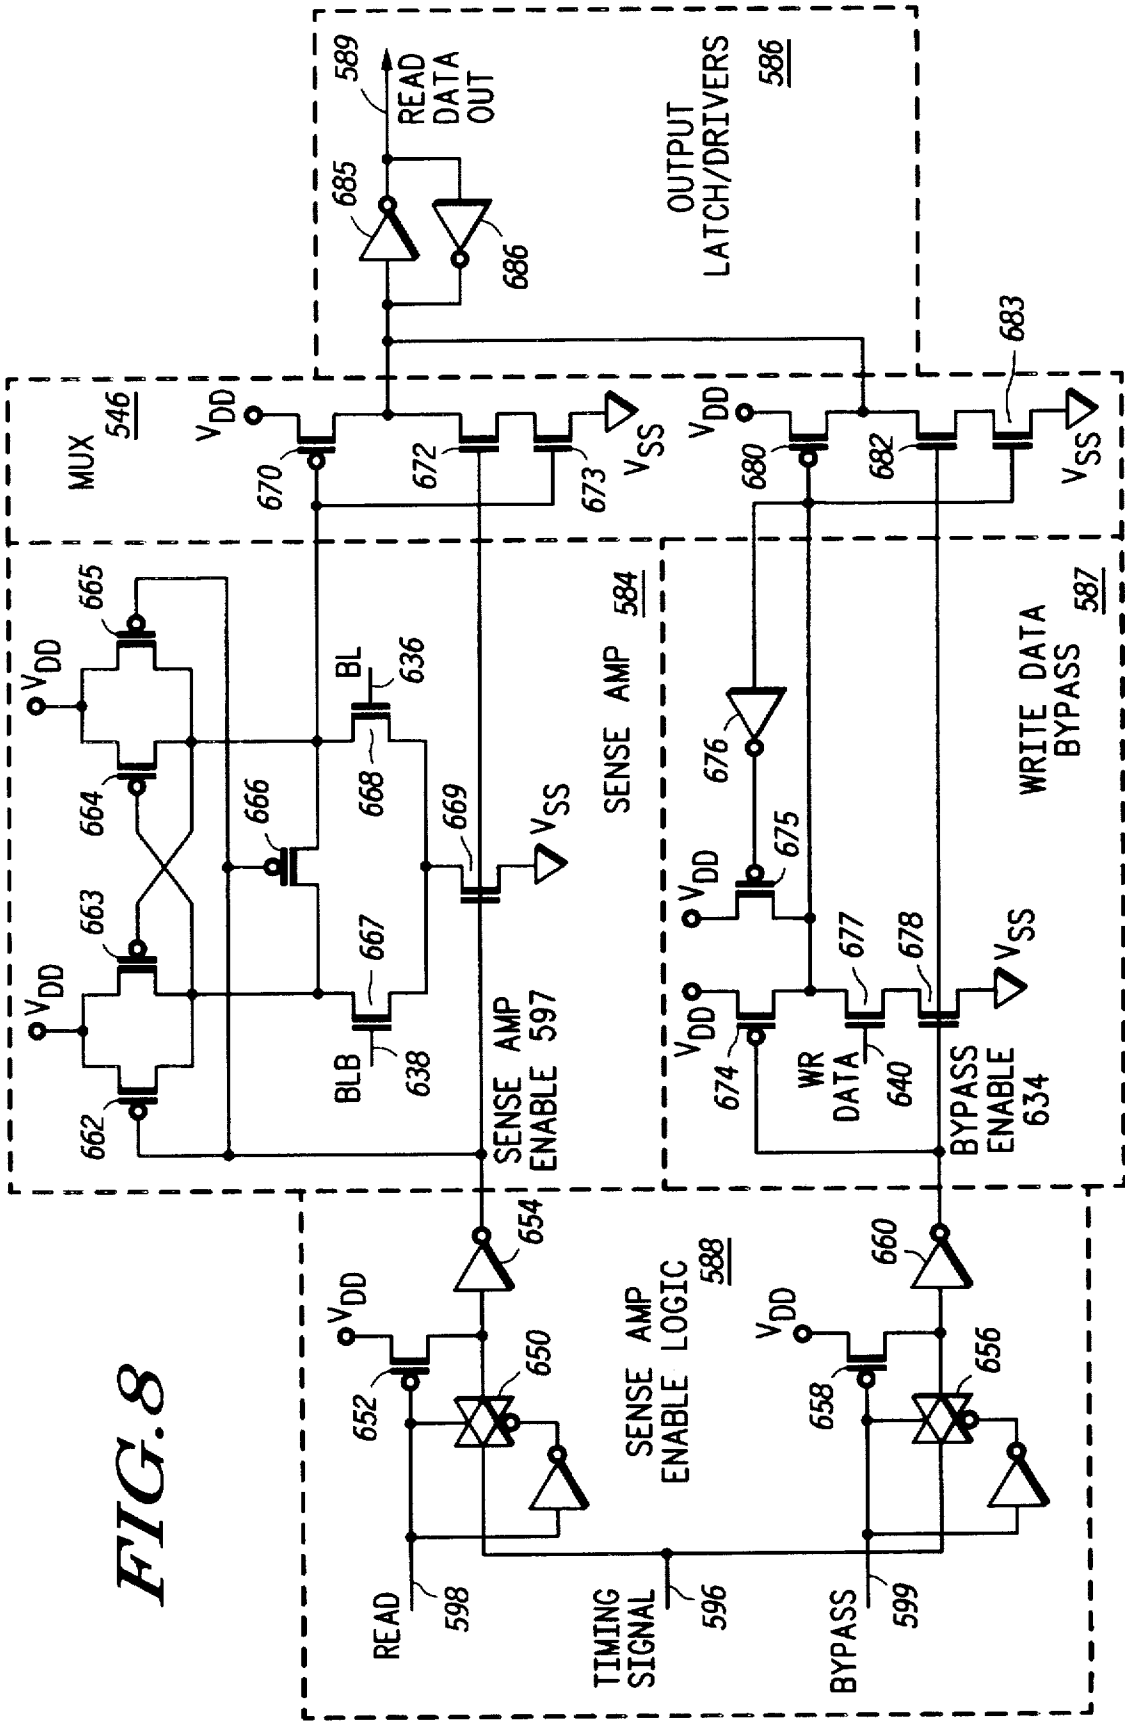 FIG.8
READ
598
TIMING
SIGNAL
596
BYPASS
599
VDD
652
650
654
SENSE AMP
ENABLE LOGIC
588
VDD
658
656
660
VDD
662
663
VDD
664
665
666
BLB
638
667
668
BL
636
669
VSS
SENSE AMP
ENABLE 597
SENSE AMP
584
VDD
674
VDD
675
676
WR
DATA
640
677
678
VSS
BYPASS
ENABLE
634
WRITE DATA
BYPASS
587
MUX
546
VDD
670
672
673
VSS
VDD
680
682
683
VSS
685
686
589
READ
DATA
OUT
OUTPUT
LATCH/DRIVERS
586